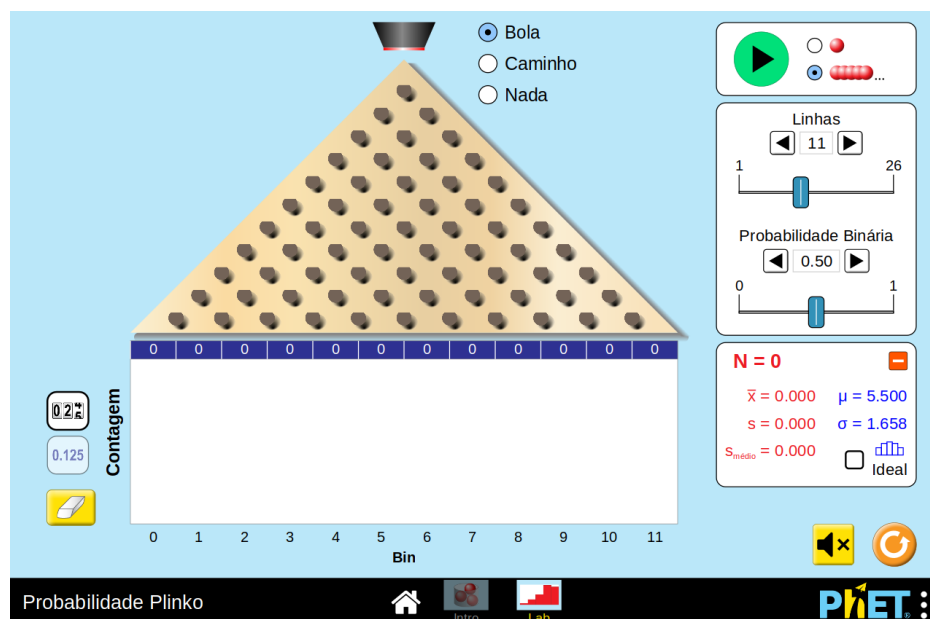 Bola
Caminho
Nada
...
Linhas
11
1 26
Probabilidade Binária
0.50
0 1
N = 0
x̅ = 0.000 µ = 5.500
s = 0.000 σ = 1.658
s médio = 0.000
Ideal
0 0 0 0 0 0 0 0 0 0 0 0
Contagem
0.125
0 1 2 3 4 5 6 7 8 9 10 11
Bin
Probabilidade Plinko
Intro
Lab
PhET